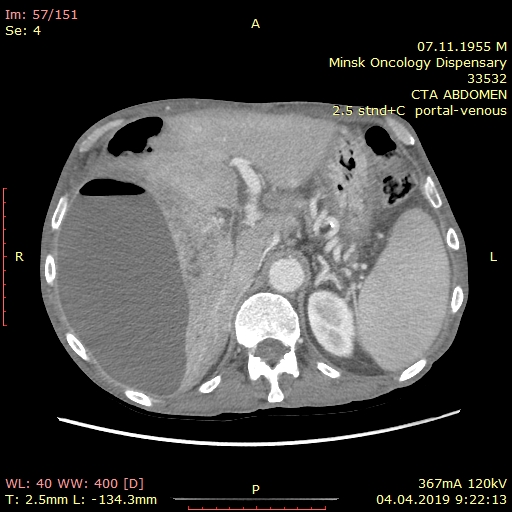 Im: 57/151
Se: 4
A
07.11.1955 M
Minsk Oncology Dispensary
33532
CTA ABDOMEN
2.5 stnd+C  portal-venous
R
L
WL: 40 WW: 400 [D]
T: 2.5mm L: -134.3mm
P
367mA 120kV
04.04.2019 9:22:13